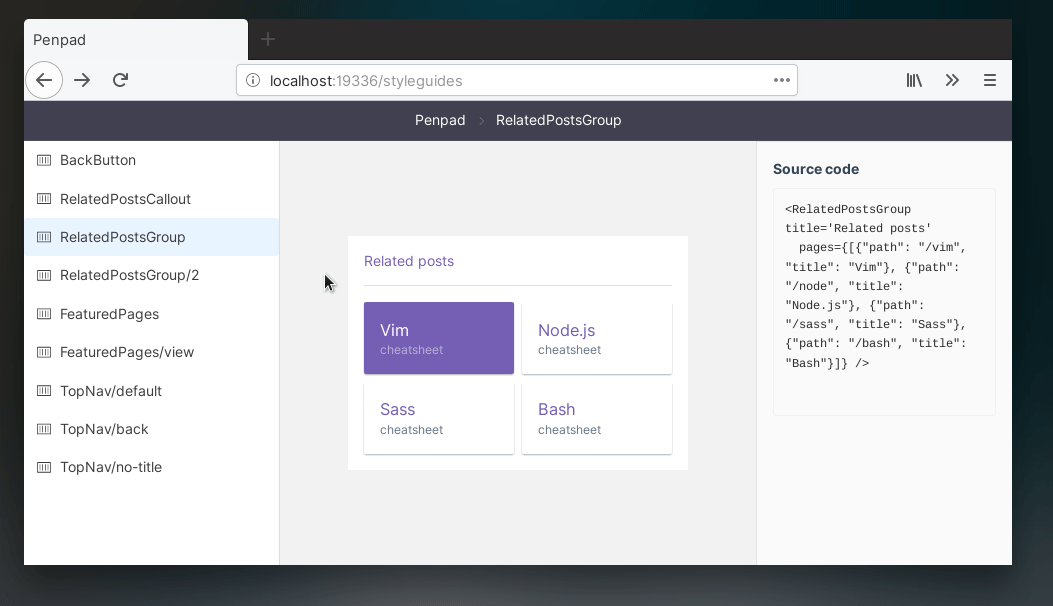 Penpad
localhost:19336/styleguides
Penpad > RelatedPostsGroup
BackButton
RelatedPostsCallout
RelatedPostsGroup
RelatedPostsGroup/2
FeaturedPages
FeaturedPages/view
TopNav/default
TopNav/back
TopNav/no-title
Related posts
Vim
cheatsheet
Node.js
cheatsheet
Sass
cheatsheet
Bash
cheatsheet
Source code
<RelatedPostsGroup
title='Related posts'
  pages={[{"path": "/vim",
"title": "Vim"}, {"path":
"/node", "title":
"Node.js"}, {"path":
"/sass", "title": "Sass"},
{"path": "/bash", "title":
"Bash"}]} />